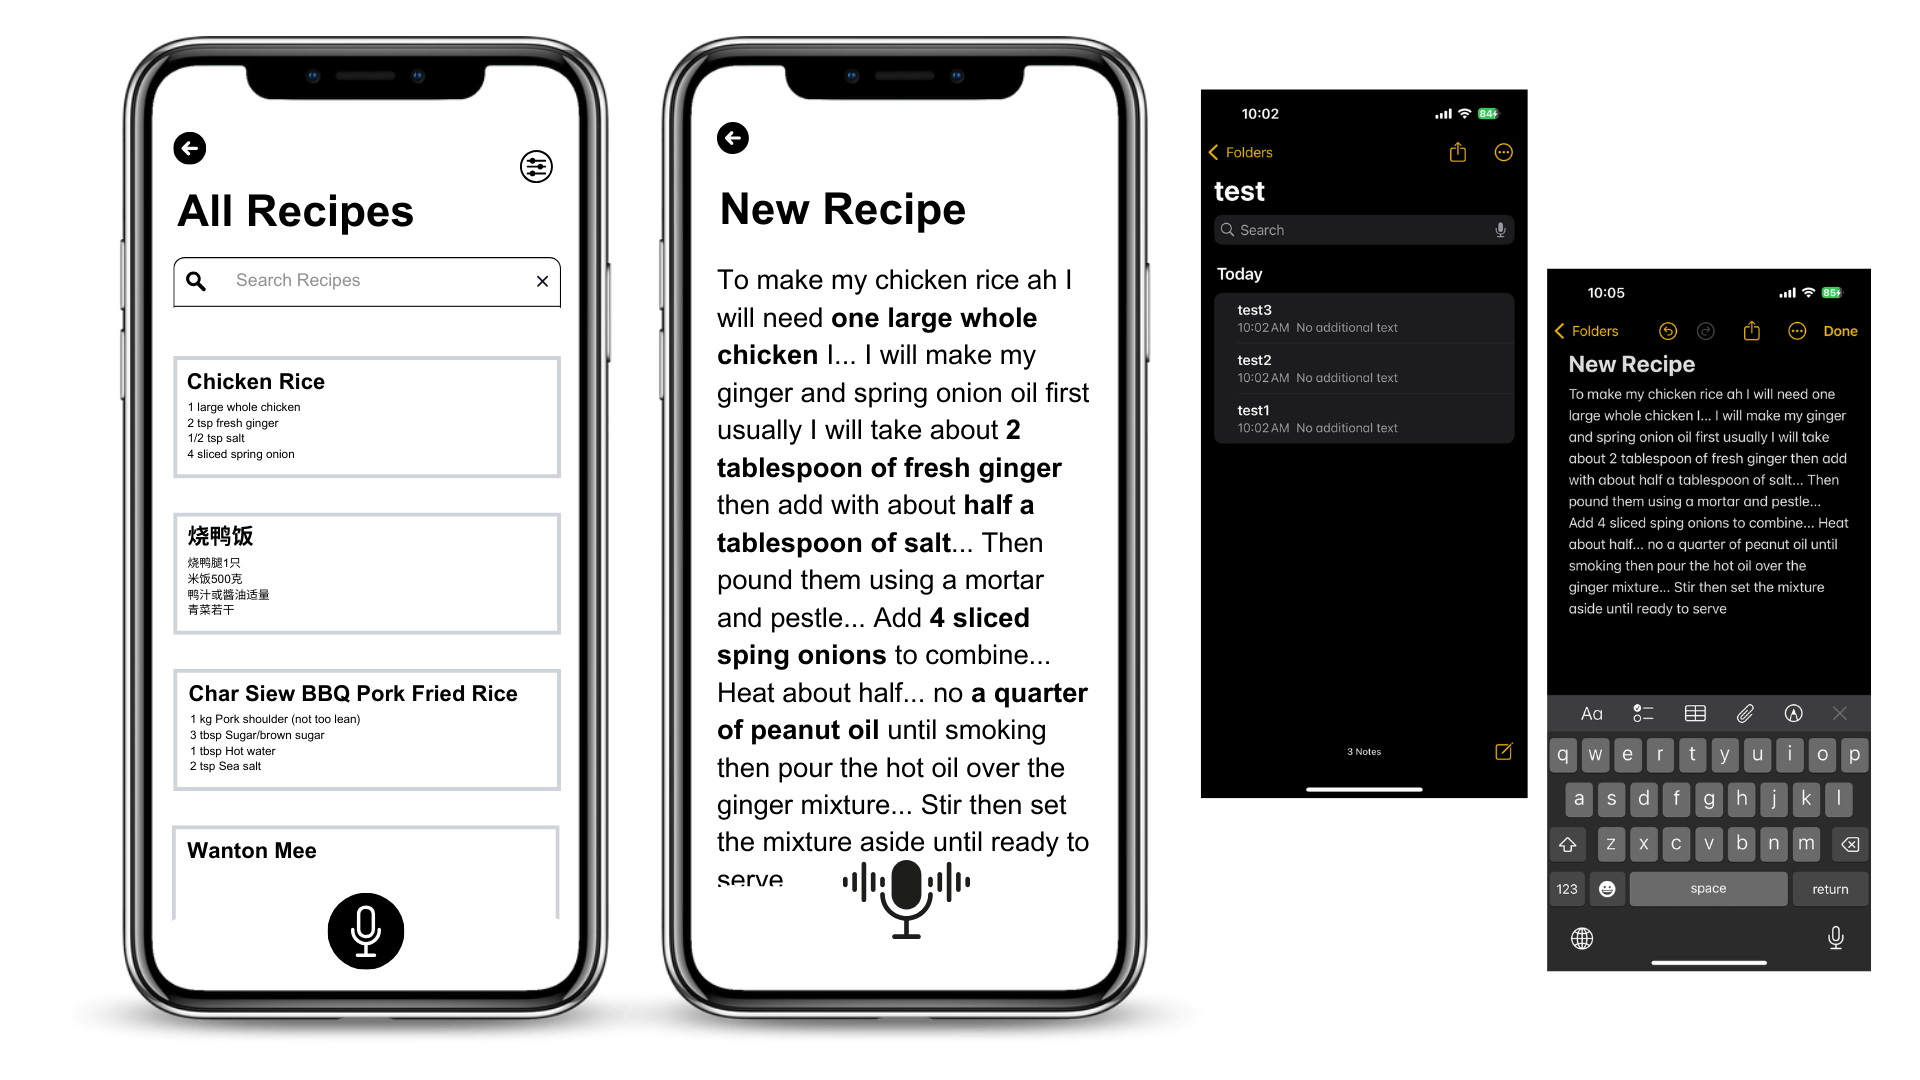 All Recipes
Search Recipes
Chicken Rice
1 large whole chicken
2 tsp fresh ginger
1/2 tsp salt
4 sliced spring onion
烧鸭饭
烧鸭腿1只
米饭500克
鸭汁或酱油适量
青菜若干
Char Siew BBQ Pork Fried Rice
1 kg Pork shoulder (not too lean)
3 tbsp Sugar/brown sugar
1 tbsp Hot water
2 tsp Sea salt
Wanton Mee
New Recipe
To make my chicken rice ah I
will need one large whole
chicken I... I will make my
ginger and spring onion oil first
usually I will take about 2
tablespoon of fresh ginger
then add with about half a
tablespoon of salt... Then
pound them using a mortar
and pestle... Add 4 sliced
sping onions to combine...
Heat about half... no a quarter
of peanut oil until smoking
then pour the hot oil over the
ginger mixture... Stir then set
the mixture aside until ready to
serve
10:02
84
Folders
test
Search
Today
test3
10:02 AM No additional text
test2
10:02 AM No additional text
test1
10:02 AM No additional text
3 Notes
10:05
85
Folders
Done
New Recipe
To make my chicken rice ah I will need one
large whole chicken I... I will make my ginger
and spring onion oil first usually I will take
about 2 tablespoon of fresh ginger then add
with about half a tablespoon of salt... Then
pound them using a mortar and pestle...
Add 4 sliced sping onions to combine... Heat
about half... no a quarter of peanut oil until
smoking then pour the hot oil over the
ginger mixture... Stir then set the mixture
aside until ready to serve
Aa
q w e r t y u i o p
a s d f g h j k l
z x c v b n m
123 space return